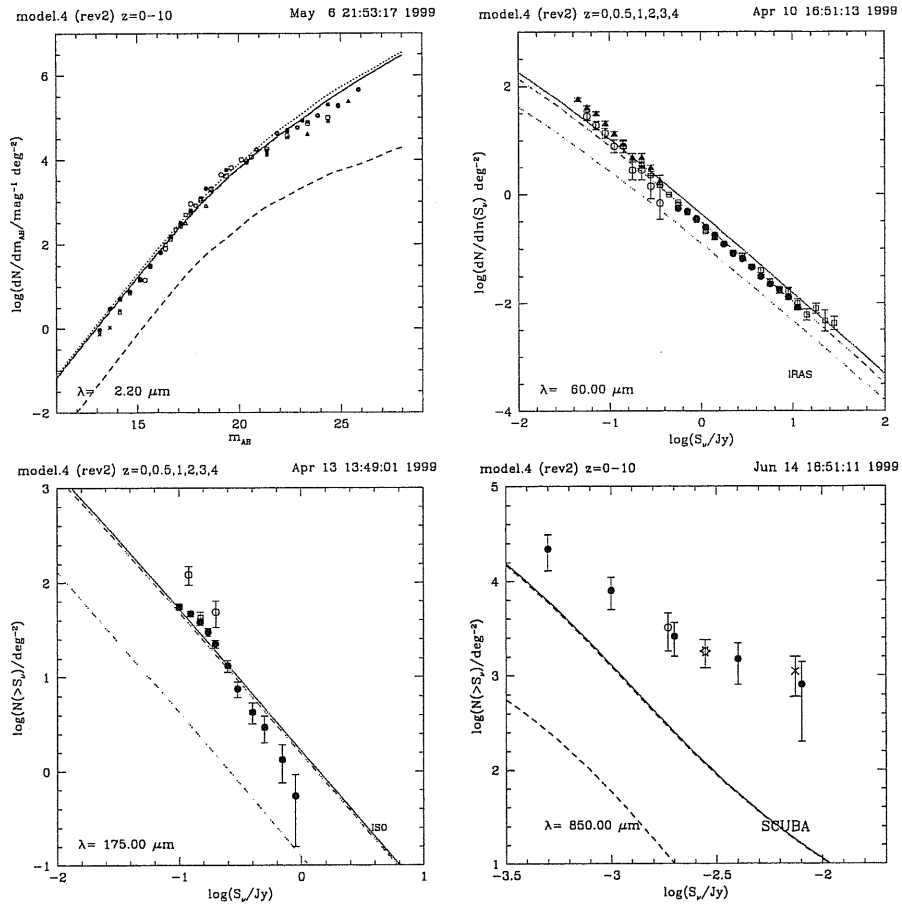 model.4 (rev2) z=0-10 May 6 21:53:17 1999
log(dN/dm_AB/mag⁻¹ deg⁻²)
6
4
2
0
-2
λ= 2.20 μm
15 20 25
m_AB
model.4 (rev2) z=0,0.5,1,2,3,4 Apr 10 16:51:13 1999
log(dN/dln(S_ν) deg⁻²)
2
0
-2
-4
IRAS
λ= 60.00 μm
-2 -1 0 1 2
log(S_ν/Jy)
model.4 (rev2) z=0,0.5,1,2,3,4 Apr 13 13:49:01 1999
log(N(>S_ν)/deg⁻²)
3
2
1
0
-1
ISO
λ= 175.00 μm
-2 -1 0 1
log(S_ν/Jy)
model.4 (rev2) z=0-10 Jun 14 18:51:11 1999
log(N(>S_ν)/deg⁻²)
5
4
3
2
1
λ= 850.00 μm SCUBA
-3.5 -3 -2.5 -2
log(S_ν/Jy)